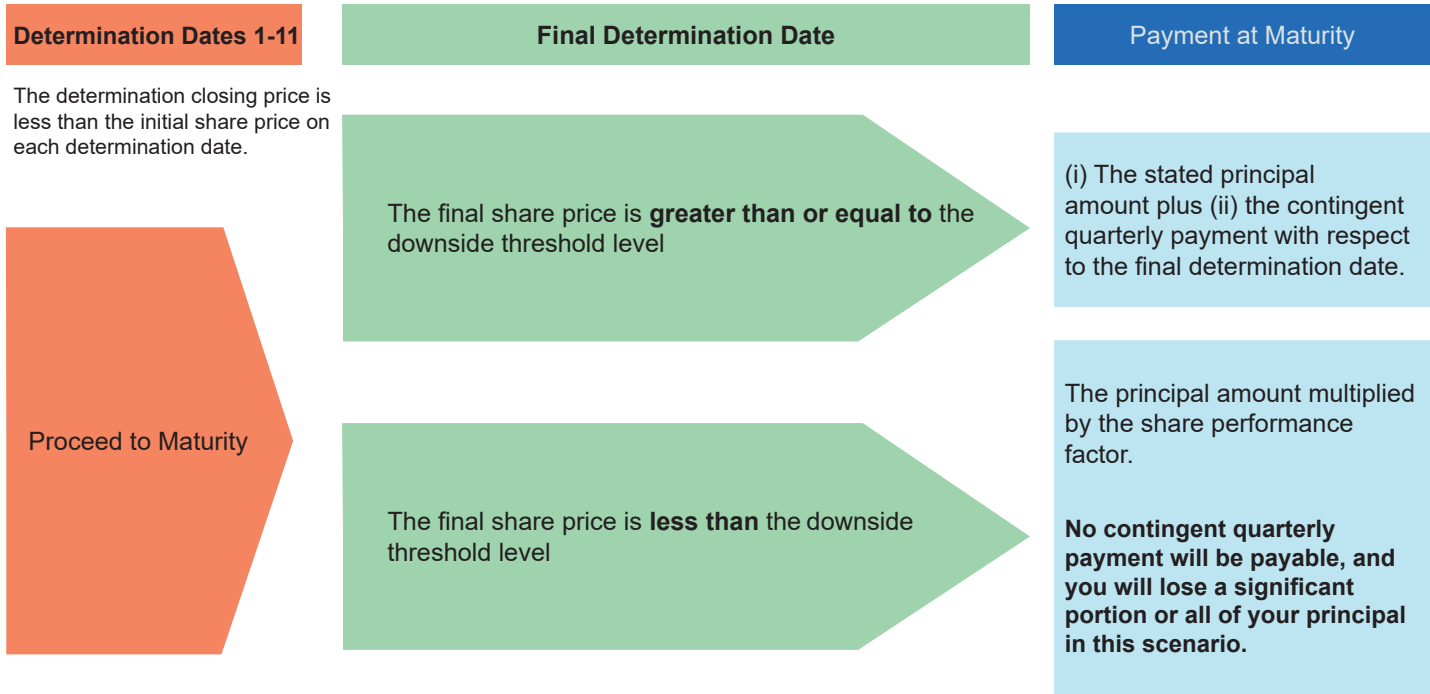 Determination Dates 1-11
Final Determination Date
Payment at Maturity
The determination closing price is
less than the initial share price on
each determination date.
Proceed to Maturity
The final share price is greater than or equal to the
downside threshold level
(i) The stated principal
amount plus (ii) the contingent
quarterly payment with respect
to the final determination date.
The final share price is less than the downside
threshold level
The principal amount multiplied
by the share performance
factor.
No contingent quarterly
payment will be payable, and
you will lose a significant
portion or all of your principal
in this scenario.